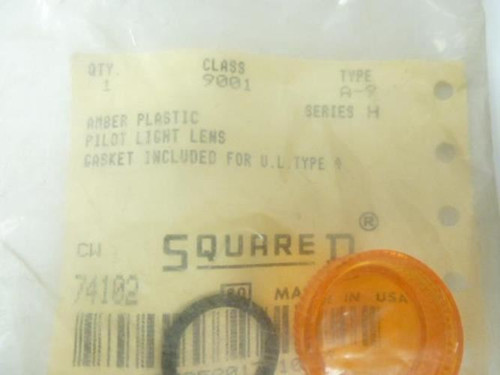 QTY. CLASS TYPE
1 9001 A-9
AMBER PLASTIC SERIES H
PILOT LIGHT LENS
GASKET INCLUDED FOR U.L. TYPE
CW SQUARE D ®
74102 IN USA